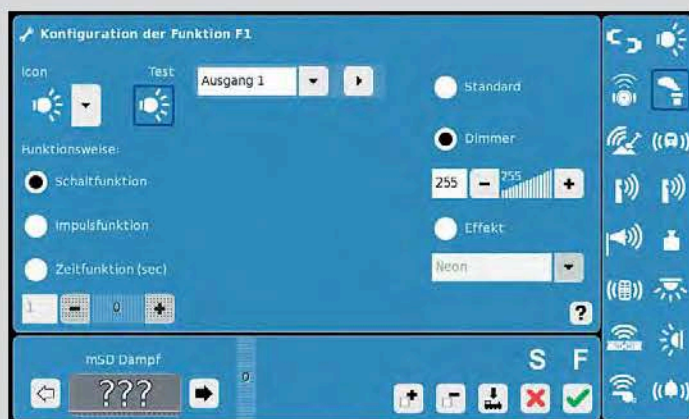 Konfiguration der Funktion F1
Icon
Test
Ausgang 1
Standard
Dimmer
Funktionsweise:
Schaltfunktion
255
255
Impulsfunktion
Effekt
Zeitfunktion (sec)
Neon
1
0
?
mSD Dampf
0
S F
???